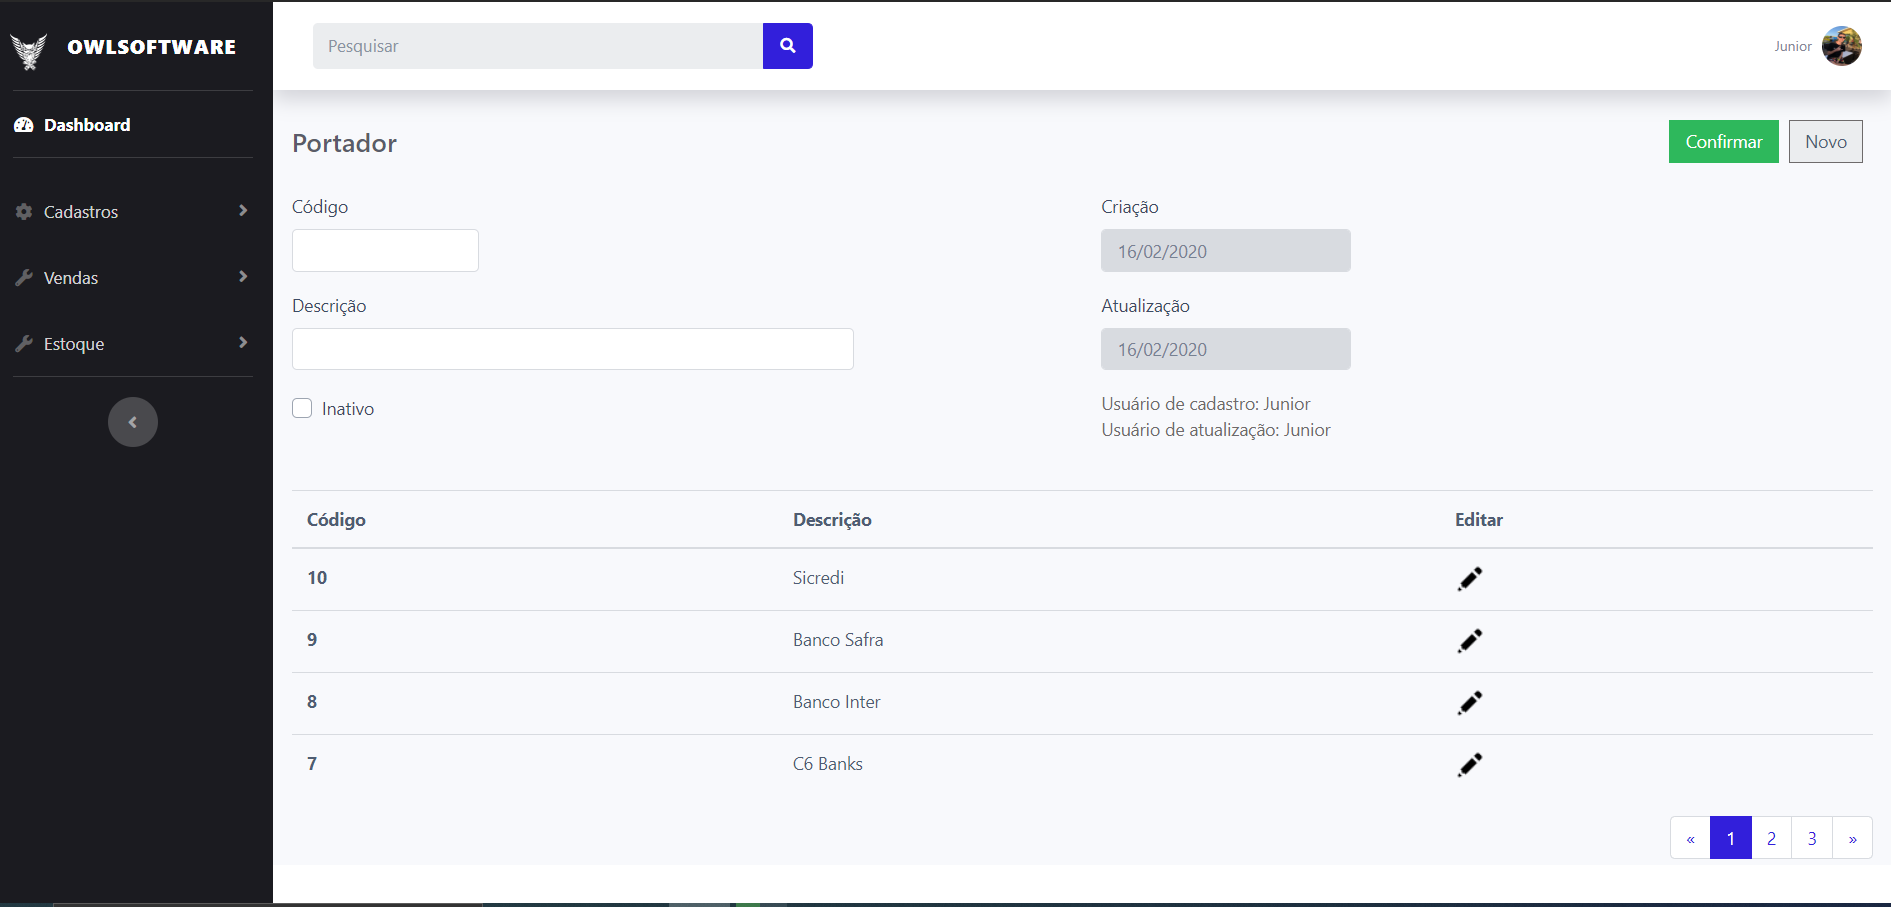 OWLSOFTWARE
Dashboard
Cadastros
Vendas
Estoque
Pesquisar
Junior
Portador
Confirmar
Novo
Código
Descrição
Inativo
Criação
16/02/2020
Atualização
16/02/2020
Usuário de cadastro: Junior
Usuário de atualização: Junior
Código Descrição Editar
10 Sicredi
9 Banco Safra
8 Banco Inter
7 C6 Banks
« 1 2 3 »